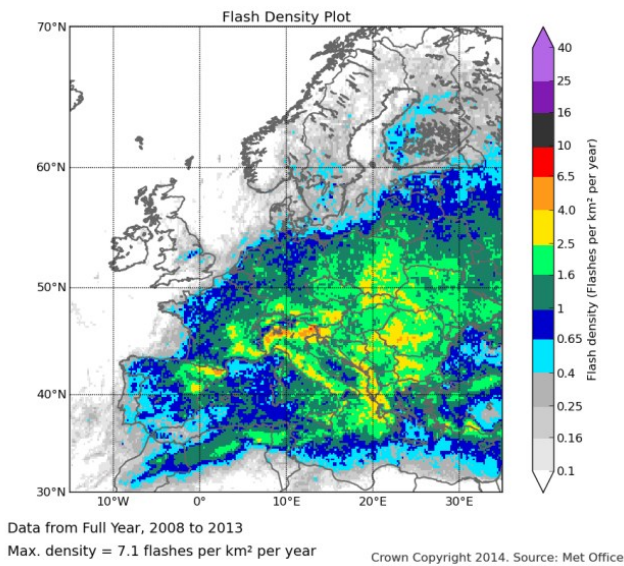 Flash Density Plot
70°N
60°N
50°N
40°N
30°N
10°W
0°
10°E
20°E
30°E
40
25
16
10
6.5
4.0
2.5
1.6
1
0.65
0.4
0.25
0.16
0.1
Flash density (Flashes per km² per year)
Data from Full Year, 2008 to 2013
Max. density = 7.1 flashes per km² per year
Crown Copyright 2014. Source: Met Office